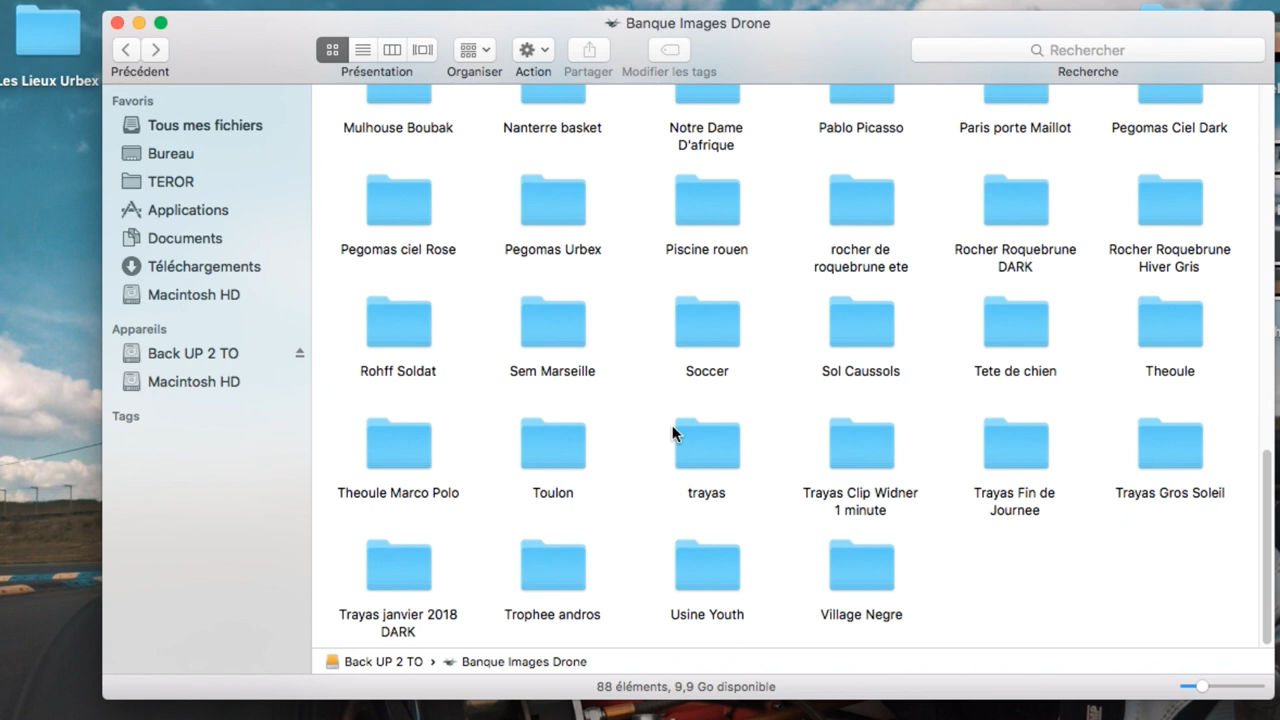 Banque Images Drone
Rechercher
Précédent
Présentation
Organiser
Action
Partager
Modifier les tags
Recherche
Les Lieux Urbex
Favoris
Tous mes fichiers
Bureau
TEROR
Applications
Documents
Téléchargements
Macintosh HD
Appareils
Back UP 2 TO
Macintosh HD
Tags
Mulhouse Boubak
Nanterre basket
Notre Dame
D'afrique
Pablo Picasso
Paris porte Maillot
Pegomas Ciel Dark
Pegomas ciel Rose
Pegomas Urbex
Piscine rouen
rocher de
roquebrune ete
Rocher Roquebrune
DARK
Rocher Roquebrune
Hiver Gris
Rohff Soldat
Sem Marseille
Soccer
Sol Caussols
Tete de chien
Theoule
Theoule Marco Polo
Toulon
trayas
Trayas Clip Widner
1 minute
Trayas Fin de
Journee
Trayas Gros Soleil
Trayas janvier 2018
DARK
Trophee andros
Usine Youth
Village Negre
Back UP 2 TO › Banque Images Drone
88 éléments, 9,9 Go disponible